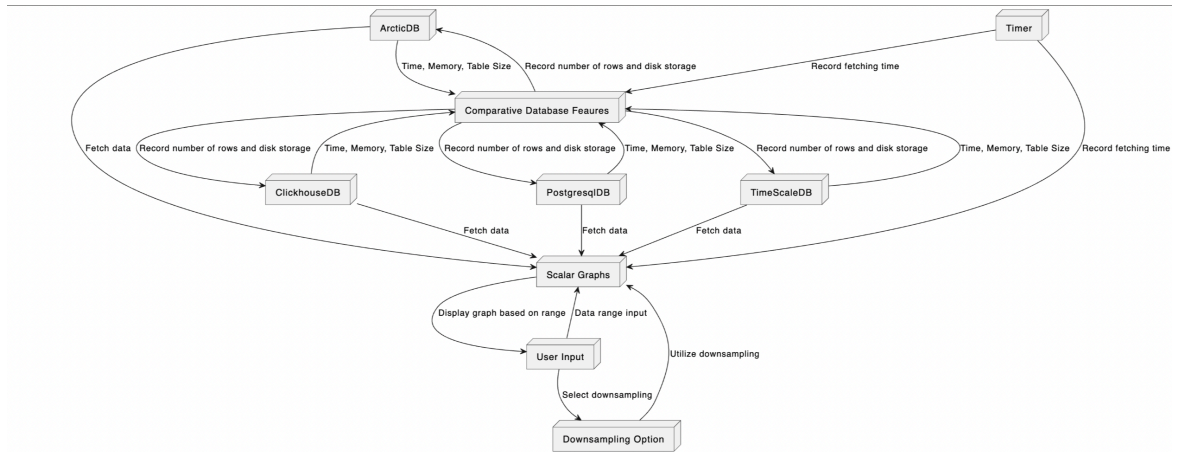 ArcticDB
Timer
Time, Memory, Table Size
Record number of rows and disk storage
Record fetching time
Comparative Database Feaures
Fetch data
Record number of rows and disk storage
Time, Memory, Table Size
Record number of rows and disk storage
Time, Memory, Table Size
Record number of rows and disk storage
Time, Memory, Table Size
Record fetching time
ClickhouseDB
PostgresqlDB
TimeScaleDB
Fetch data
Fetch data
Fetch data
Scalar Graphs
Display graph based on range
Data range input
User Input
Utilize downsampling
Select downsampling
Downsampling Option